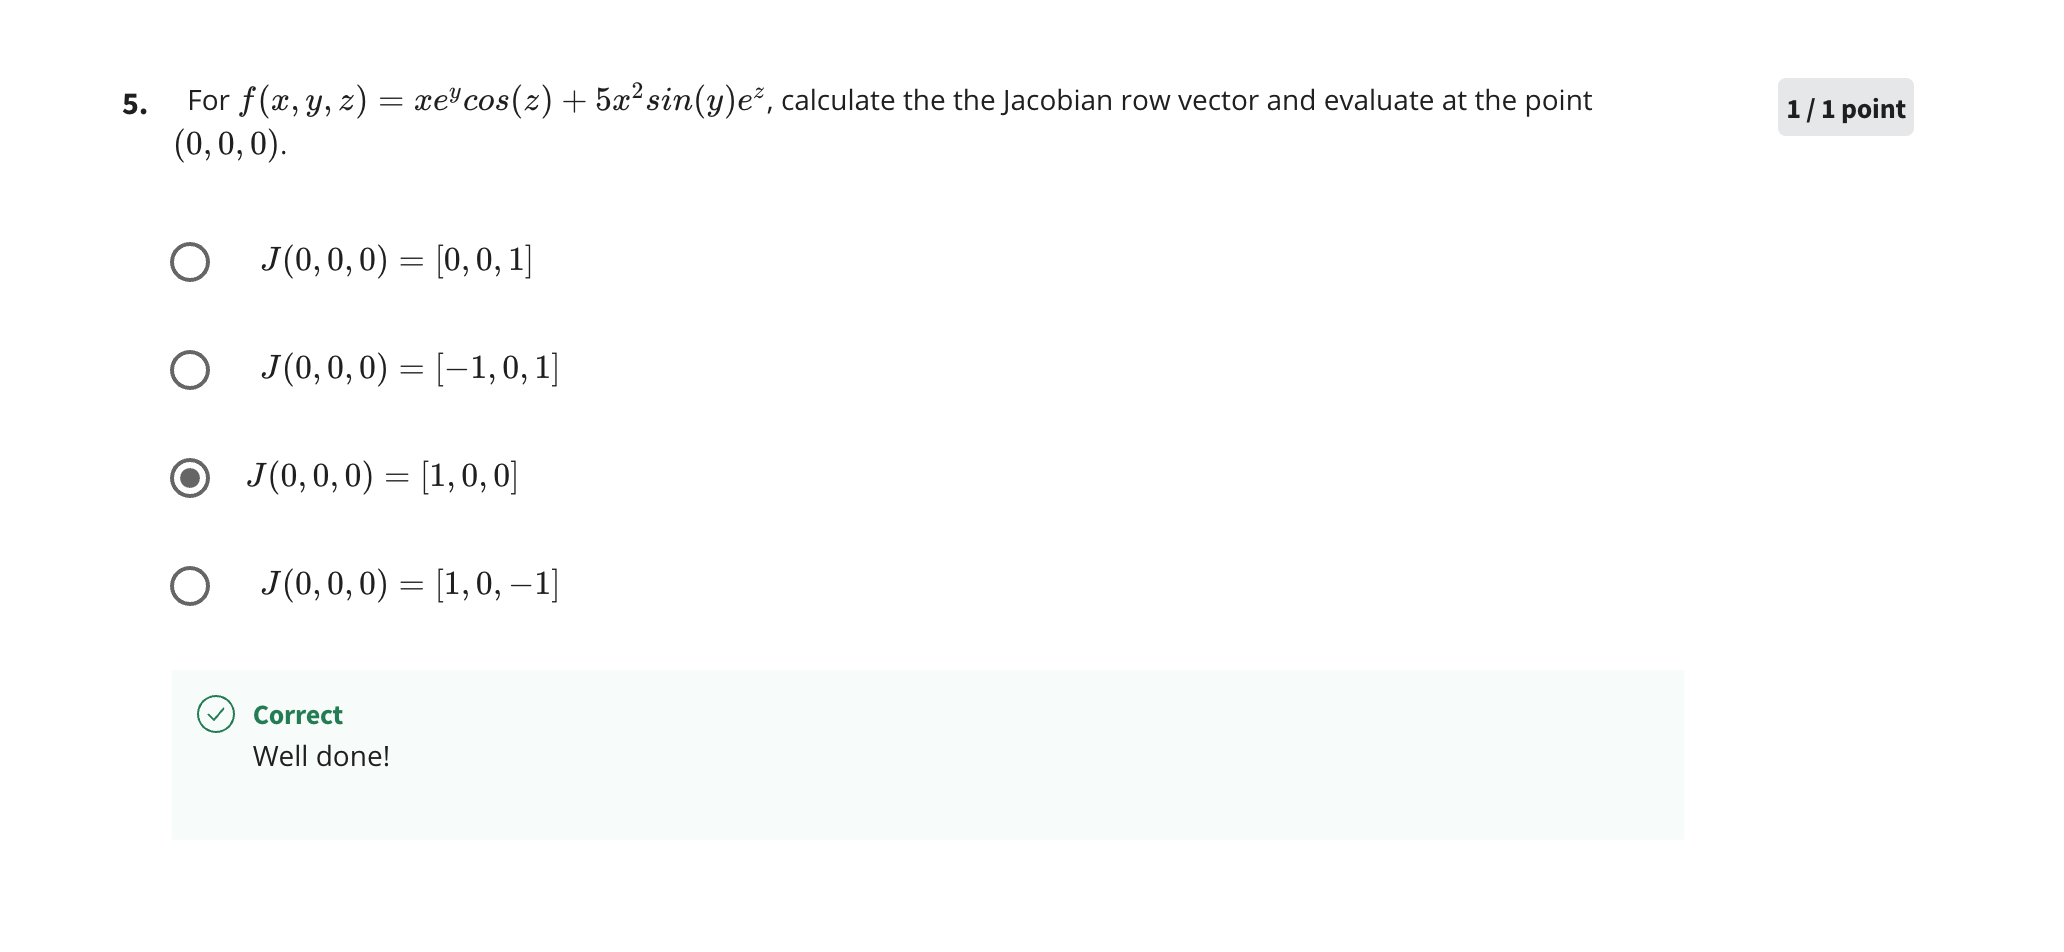 5. For f(x, y, z) = xe^y cos(z) + 5x^2 sin(y)e^z, calculate the the Jacobian row vector and evaluate at the point
(0, 0, 0).
1 / 1 point
J(0, 0, 0) = [0, 0, 1]
J(0, 0, 0) = [−1, 0, 1]
J(0, 0, 0) = [1, 0, 0]
J(0, 0, 0) = [1, 0, −1]
Correct
Well done!